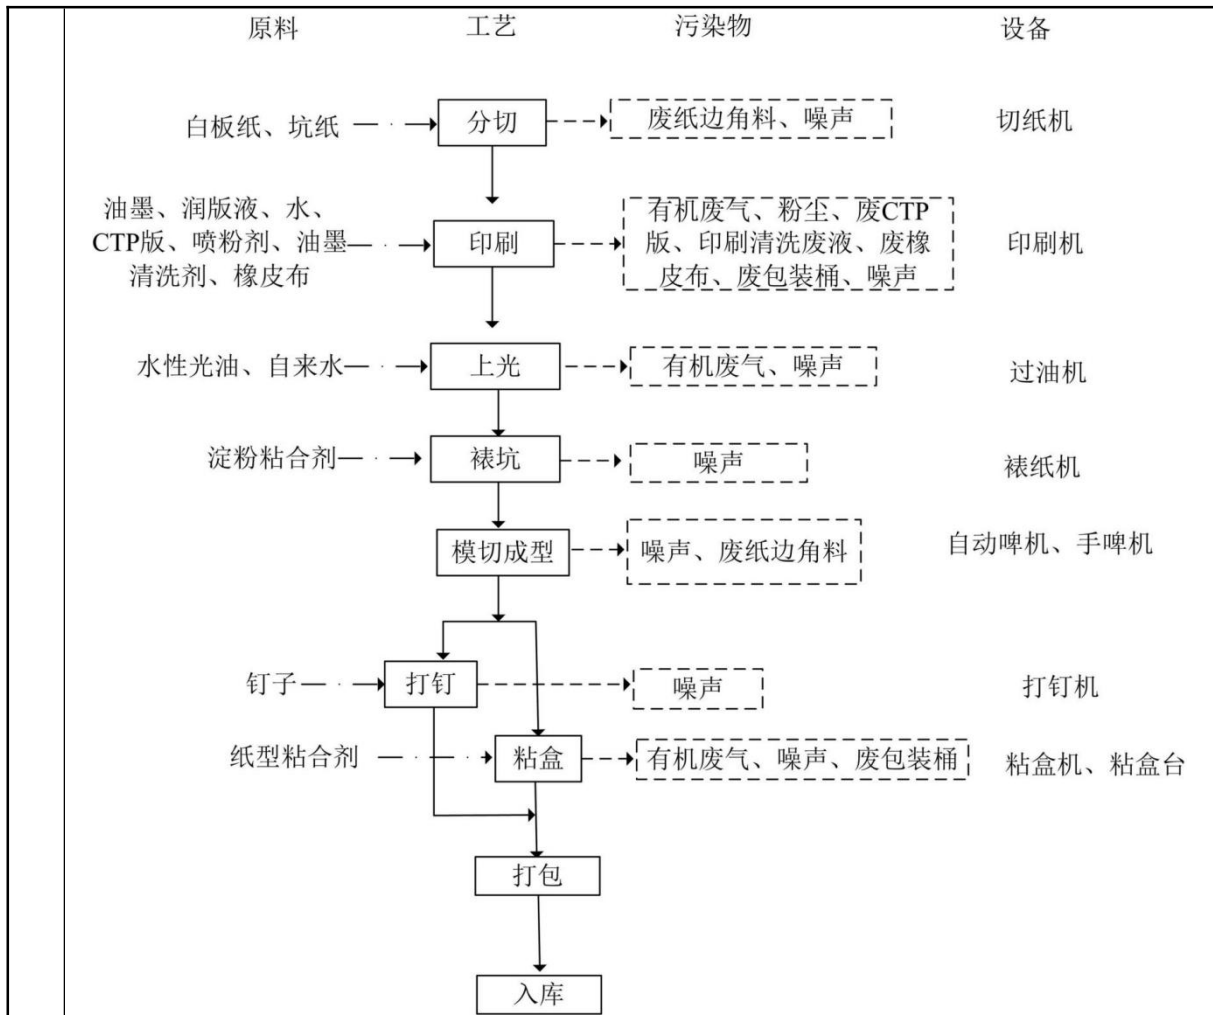 原料 工艺 污染物 设备
白板纸、坑纸 分切 废纸边角料、噪声 切纸机
油墨、润版液、水、
CTP版、喷粉剂、油墨
清洗剂、橡皮布
印刷
有机废气、粉尘、废CTP
版、印刷清洗废液、废橡
皮布、废包装桶、噪声
印刷机
水性光油、自来水 上光 有机废气、噪声 过油机
淀粉粘合剂 裱坑 噪声 裱纸机
模切成型 噪声、废纸边角料 自动啤机、手啤机
钉子 打钉 噪声 打钉机
纸型粘合剂 粘盒 有机废气、噪声、废包装桶 粘盒机、粘盒台
打包
入库